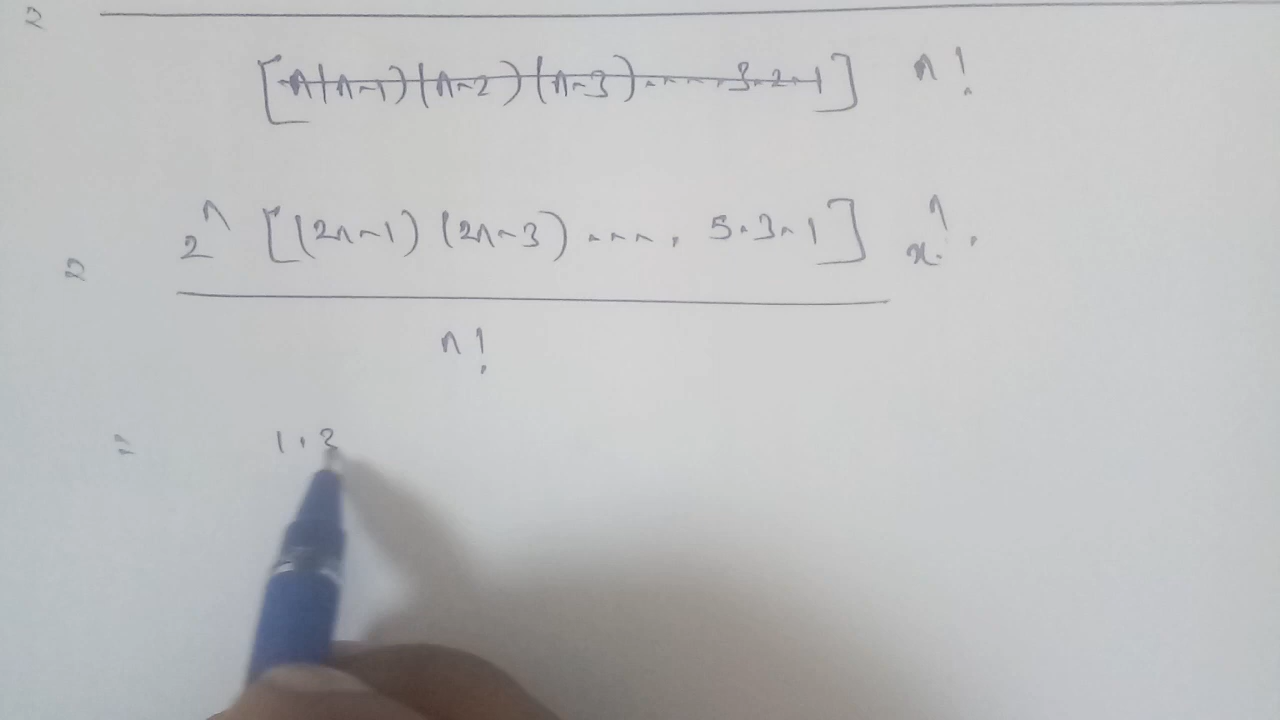 =
[n(n-1)(n-2)(n-3)......3.2.1] n!
= 2^n [(2n-1)(2n-3)..... 5.3.1] x^n.
n!
= 1.3